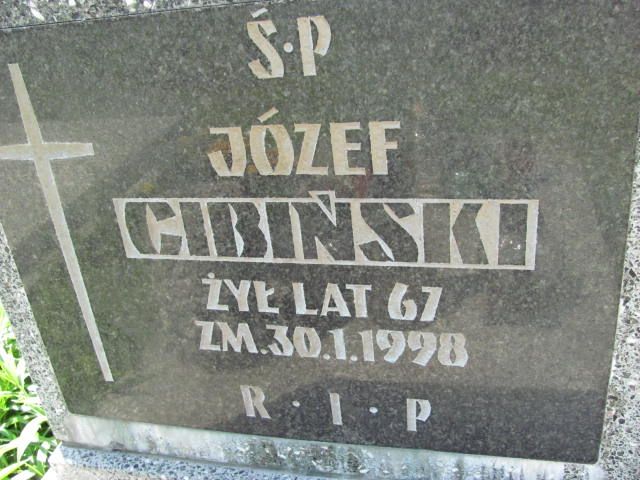 Ś·P
JÓZEF
CIBIŃSKI
ŻYŁ LAT 67
ZM.30.1.1998
R·I·P